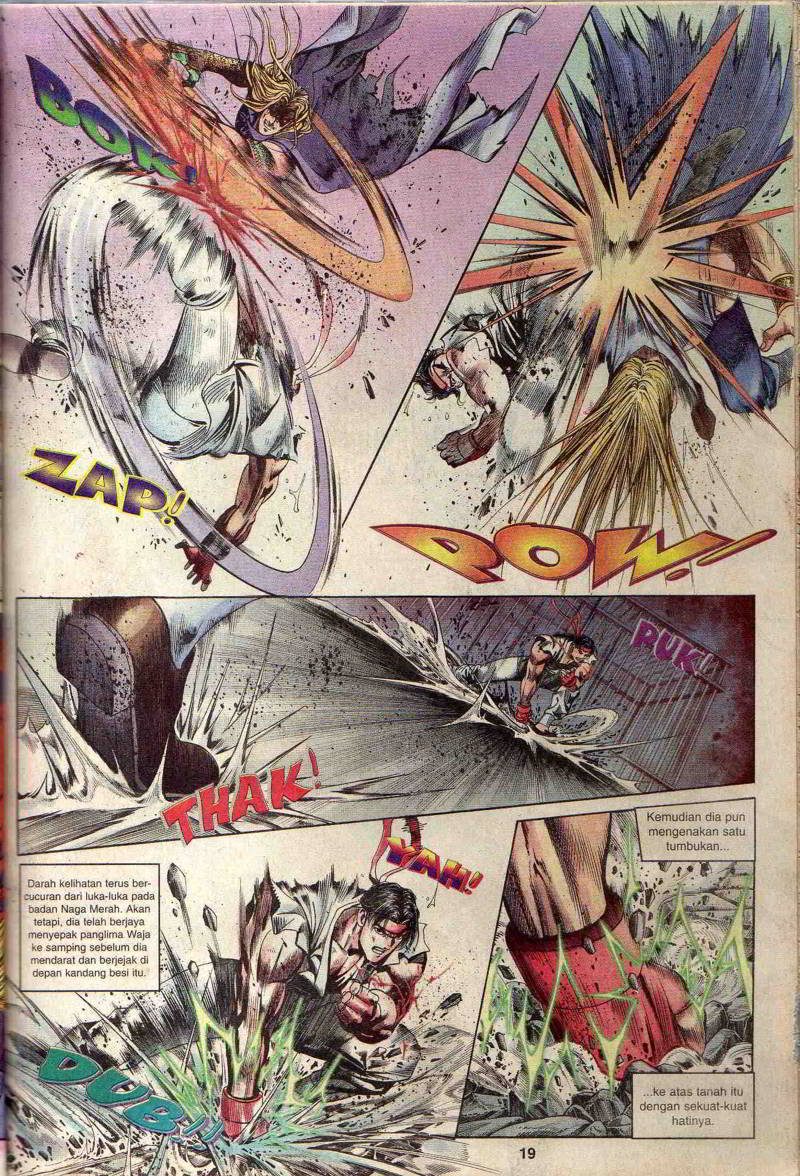 BOK!
ZAP!
POW!
RUK!
THAK!
YAH!
Darah kelihatan terus ber-
cucuran dari luka-luka pada
badan Naga Merah. Akan
tetapi, dia telah berjaya
menyepak panglima Waja
ke samping sebelum dia
mendarat dan berjejak di
depan kandang besi itu.
DUB!!
Kemudian dia pun
mengenakan satu
tumbukan...
...ke atas tanah itu
dengan sekuat-kuat
hatinya.
19